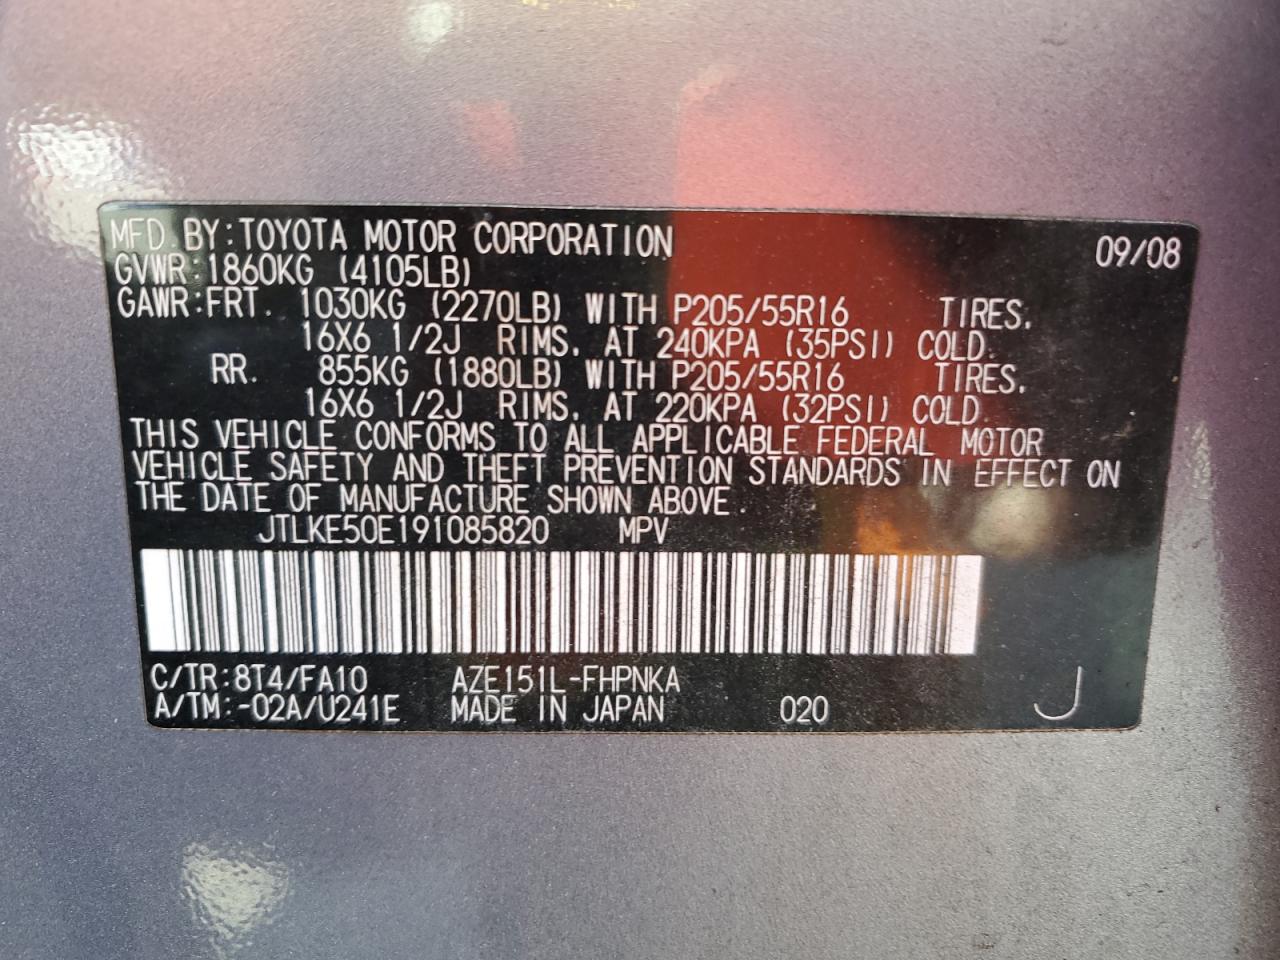 MFD. BY: TOYOTA MOTOR CORPORATION 09/08
GVWR: 1860KG (4105LB)
GAWR: FRT. 1030KG (2270LB) WITH P205/55R16 TIRES.
16X6 1/2J RIMS. AT 240KPA (35PSI) COLD.
RR. 855KG (1880LB) WITH P205/55R16 TIRES.
16X6 1/2J RIMS. AT 220KPA (32PSI) COLD.
THIS VEHICLE CONFORMS TO ALL APPLICABLE FEDERAL MOTOR
VEHICLE SAFETY AND THEFT PREVENTION STANDARDS IN EFFECT ON
THE DATE OF MANUFACTURE SHOWN ABOVE.
JTLKE50E191085820 MPV
C/TR: 8T4/FA10 AZE151L-FHPNKA
A/TM: -02A/U241E MADE IN JAPAN 020 J